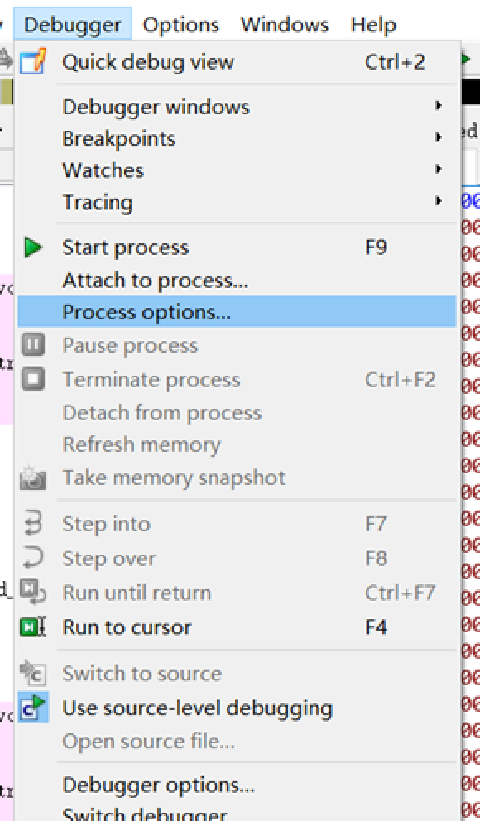 Debugger Options Windows Help
Quick debug view Ctrl+2
Debugger windows
Breakpoints
Watches
Tracing
Start process F9
Attach to process...
Process options...
Pause process
Terminate process Ctrl+F2
Detach from process
Refresh memory
Take memory snapshot
Step into F7
Step over F8
Run until return Ctrl+F7
Run to cursor F4
Switch to source
Use source-level debugging
Open source file...
Debugger options...
Switch debugger